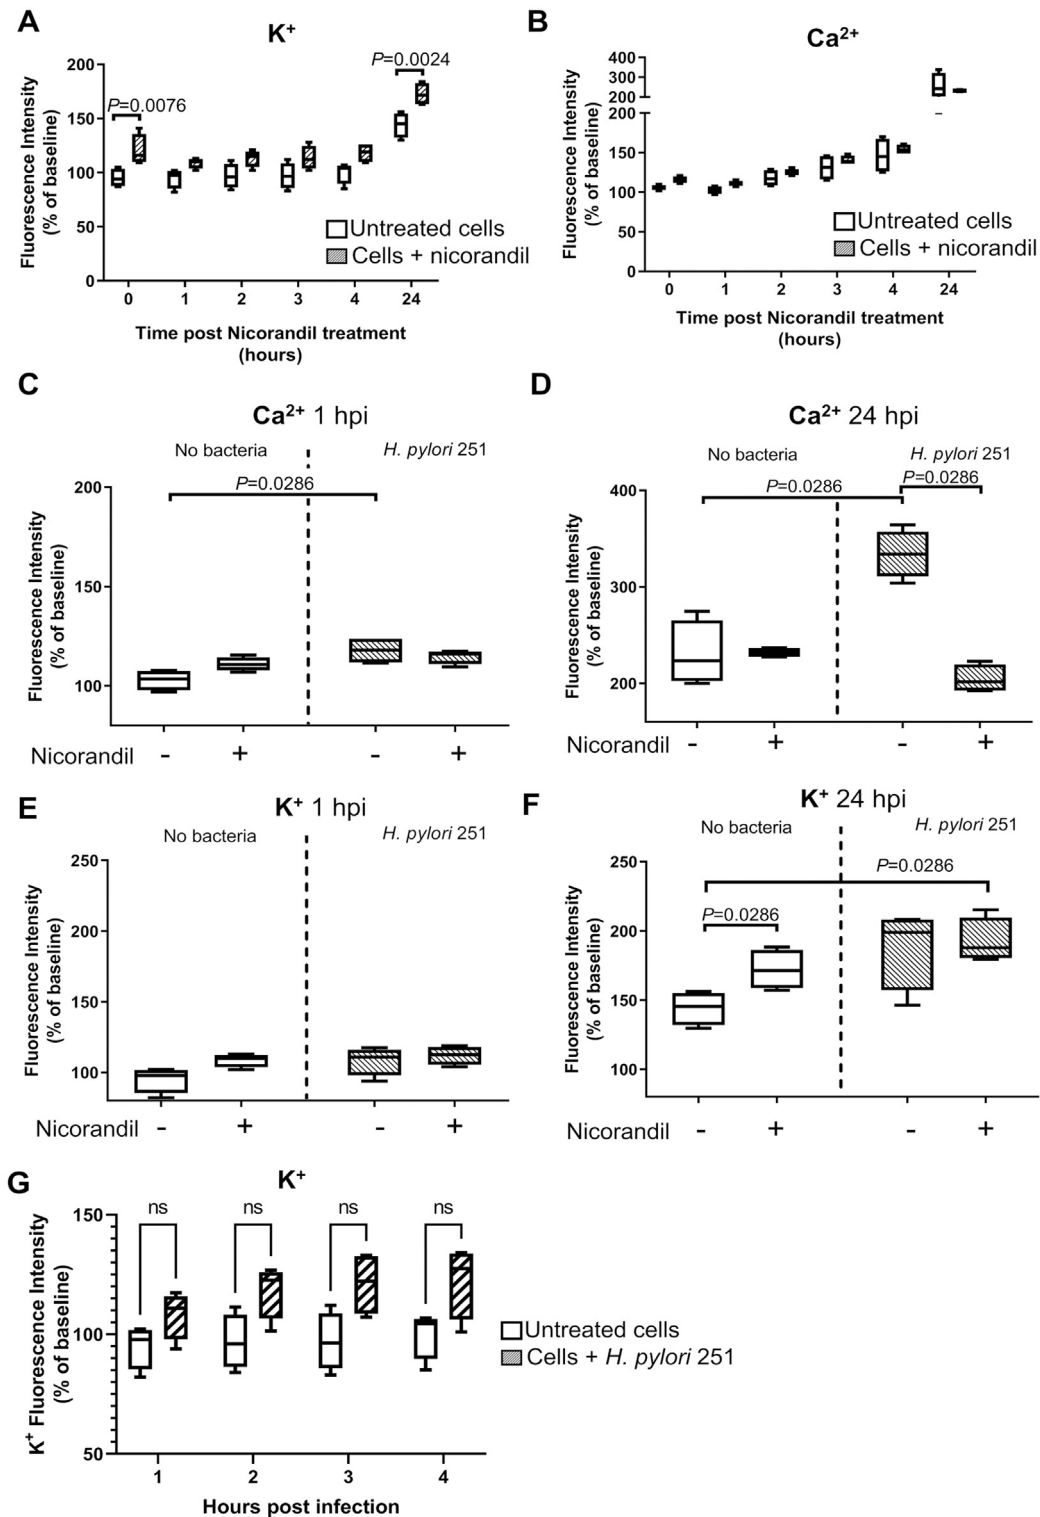 A
K⁺
Fluorescence Intensity
(% of baseline)
200
150
100
50
0
P=0.0076
P=0.0024
Untreated cells
Cells + nicorandil
0 1 2 3 4 24
Time post Nicorandil treatment
(hours)
B
Ca²⁺
Fluorescence Intensity
(% of baseline)
400
300
200
200
150
100
50
0
Untreated cells
Cells + nicorandil
0 1 2 3 4 24
Time post Nicorandil treatment
(hours)
C
Ca²⁺ 1 hpi
No bacteria
H. pylori 251
P=0.0286
Fluorescence Intensity
(% of baseline)
200
150
100
Nicorandil - + - +
D
Ca²⁺ 24 hpi
No bacteria
H. pylori 251
P=0.0286
P=0.0286
Fluorescence Intensity
(% of baseline)
400
300
200
Nicorandil - + - +
E
K⁺ 1 hpi
No bacteria
H. pylori 251
Fluorescence Intensity
(% of baseline)
250
200
150
100
Nicorandil - + - +
F
K⁺ 24 hpi
No bacteria
H. pylori 251
P=0.0286
P=0.0286
Fluorescence Intensity
(% of baseline)
250
200
150
100
Nicorandil - + - +
G
K⁺
ns ns ns ns
K⁺ Fluorescence Intensity
(% of baseline)
150
100
50
Untreated cells
Cells + H. pylori 251
1 2 3 4
Hours post infection